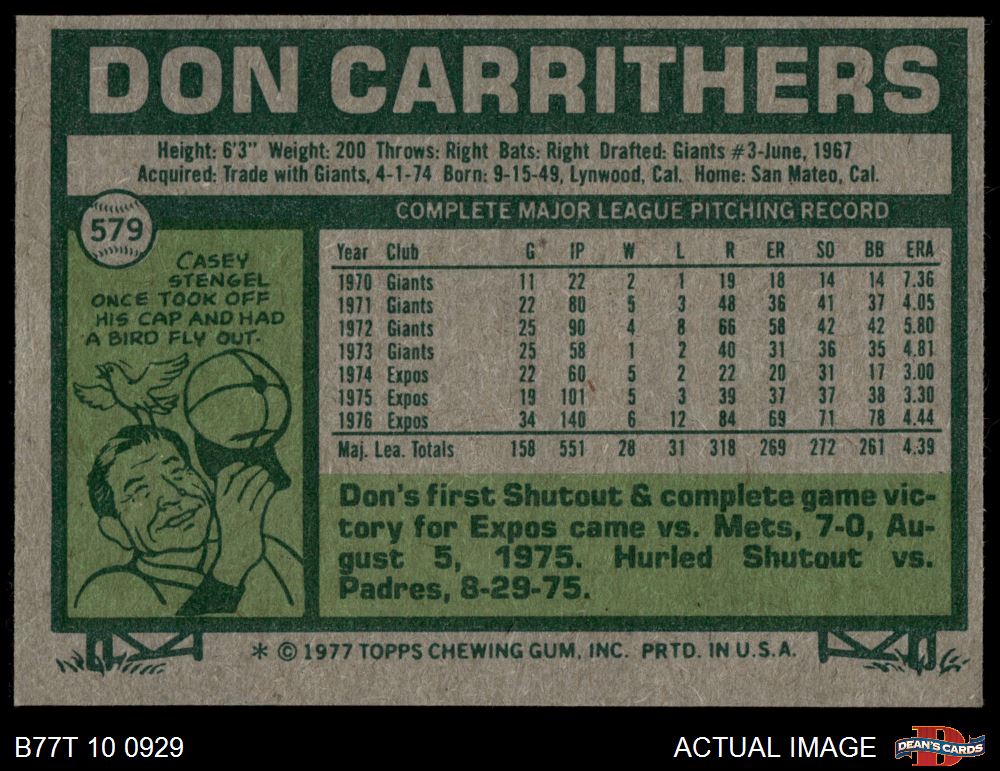 DON CARRITHERS
Height: 6'3" Weight: 200 Throws: Right Bats: Right Drafted: Giants #3-June, 1967
Acquired: Trade with Giants, 4-1-74 Born: 9-15-49, Lynwood, Cal. Home: San Mateo, Cal.
579
CASEY
STENGEL
ONCE TOOK OFF
HIS CAP AND HAD
A BIRD FLY OUT.
COMPLETE MAJOR LEAGUE PITCHING RECORD
Year Club G IP W L R ER SO BB ERA
1970 Giants 11 22 2 1 19 18 14 14 7.36
1971 Giants 22 80 5 3 48 36 41 37 4.05
1972 Giants 25 90 4 8 66 58 42 42 5.80
1973 Giants 25 58 1 2 40 31 36 35 4.81
1974 Expos 22 60 5 2 22 20 31 17 3.00
1975 Expos 19 101 5 3 39 37 37 38 3.30
1976 Expos 34 140 6 12 84 69 71 78 4.44
Maj. Lea. Totals 158 551 28 31 318 269 272 261 4.39
Don's first Shutout & complete game vic-
tory for Expos came vs. Mets, 7-0, Au-
gust 5, 1975. Hurled Shutout vs.
Padres, 8-29-75.
* © 1977 TOPPS CHEWING GUM, INC. PRTD. IN U.S.A.
B77T 10 0929
ACTUAL IMAGE
D
DEAN'S CARDS